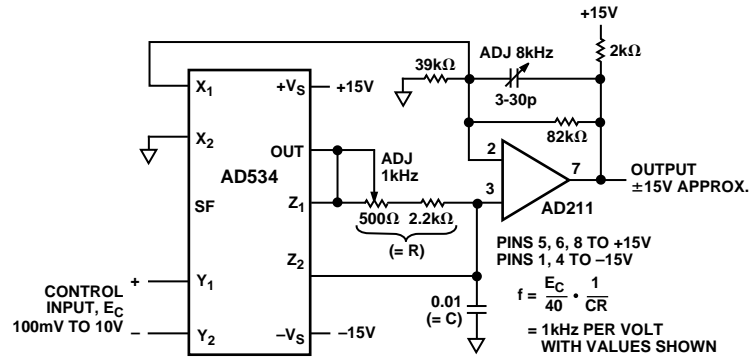 +15V
39kΩ
ADJ 8kHz
2kΩ
3-30p
82kΩ
X1
+VS
+15V
X2
OUT
ADJ
1kHz
AD534
2
7
3
AD211
OUTPUT
±15V APPROX.
SF
Z1
500Ω
2.2kΩ
(= R)
PINS 5, 6, 8 TO +15V
PINS 1, 4 TO –15V
Z2
CONTROL
INPUT, EC
100mV TO 10V
+
–
Y1
Y2
0.01
(= C)
–VS
–15V
f = EC/40 • 1/CR
= 1kHz PER VOLT
WITH VALUES SHOWN